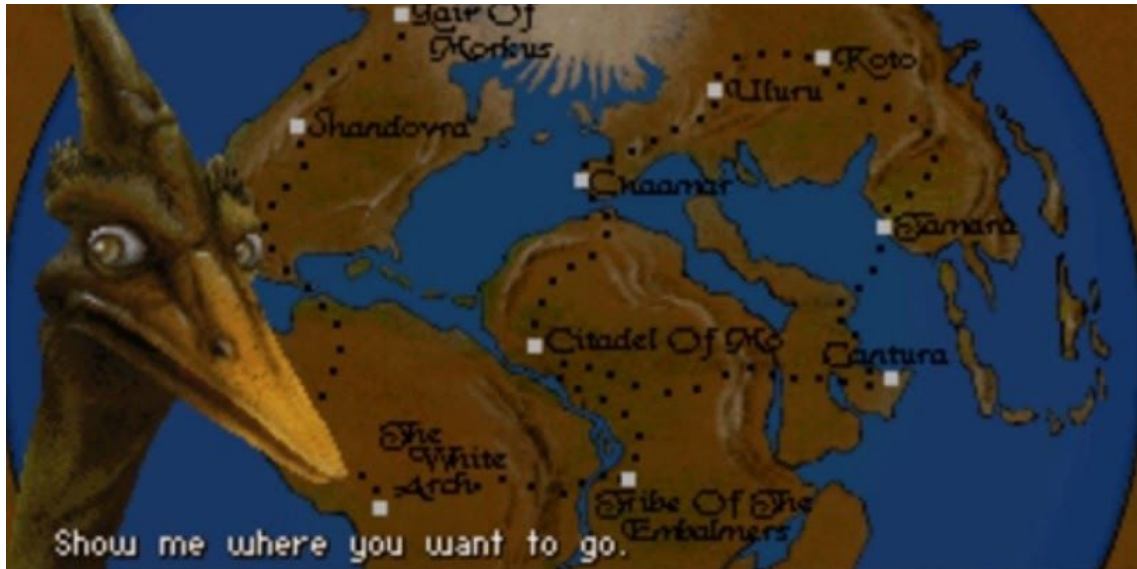 Lair Of
Morkus
Koto
Uluru
Shandovra
Chaamar
Tamara
Citadel Of Mo
Cantura
The
White
Arch
Tribe Of The
Embalmers
Show me where you want to go.